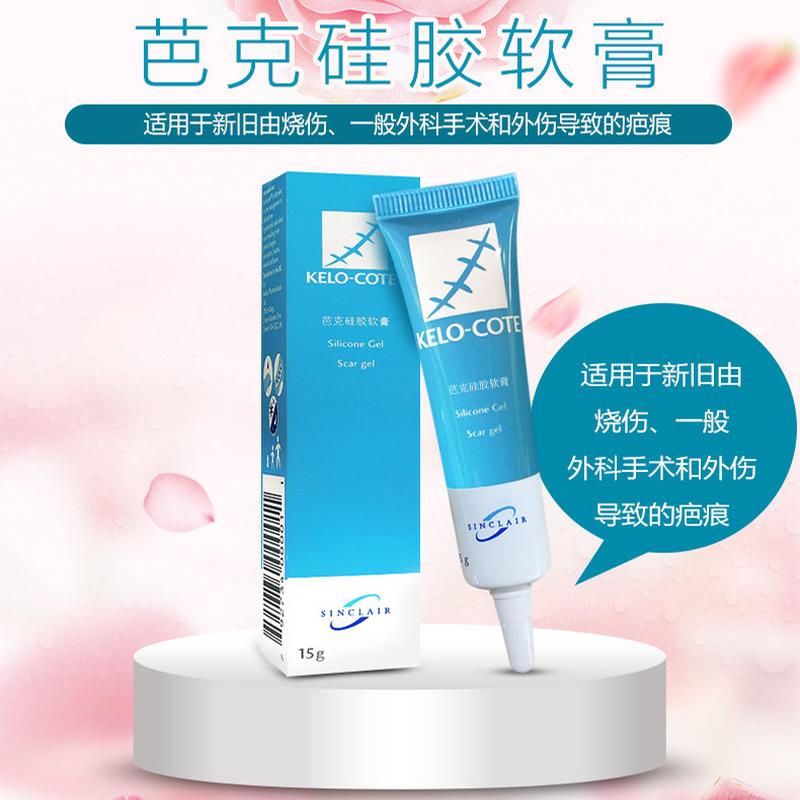 芭克硅胶软膏
适用于新旧由烧伤、一般外科手术和外伤导致的疤痕
KELO-COTE
芭克硅胶软膏
Silicone Gel
Scar gel
SINCLAIR
15g
KELO-COTE
芭克硅胶软膏
Silicone Gel
Scar gel
SINCLAIR
适用于新旧由
烧伤、一般
外科手术和外伤
导致的疤痕